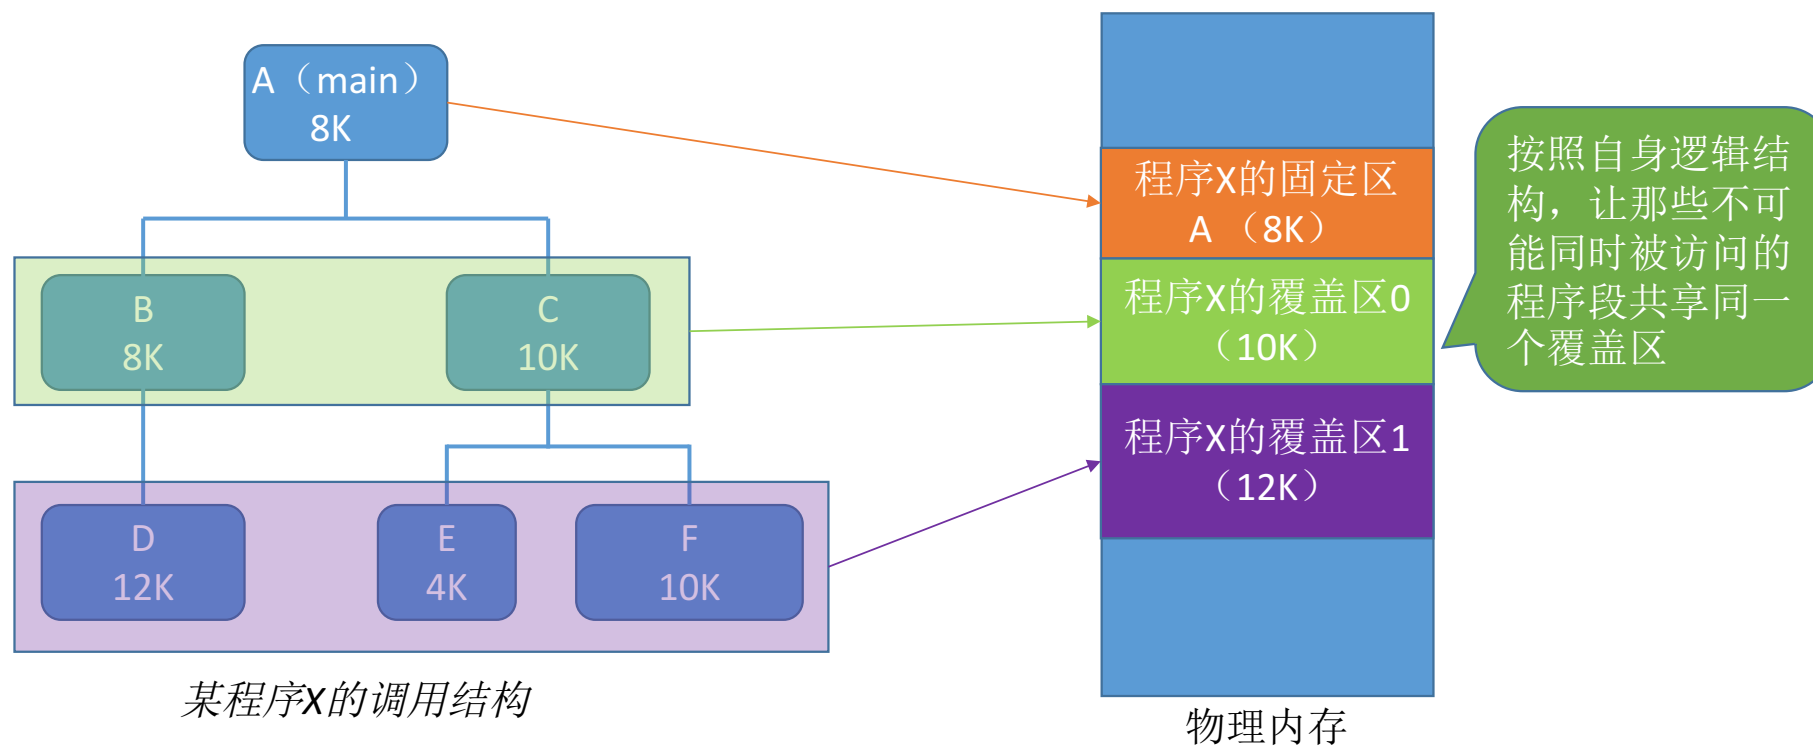 A（main）
8K
B
8K
C
10K
D
12K
E
4K
F
10K
某程序X的调用结构
程序X的固定区
A （8K）
程序X的覆盖区0
（10K）
程序X的覆盖区1
（12K）
物理内存
按照自身逻辑结
构，让那些不可
能同时被访问的
程序段共享同一
个覆盖区